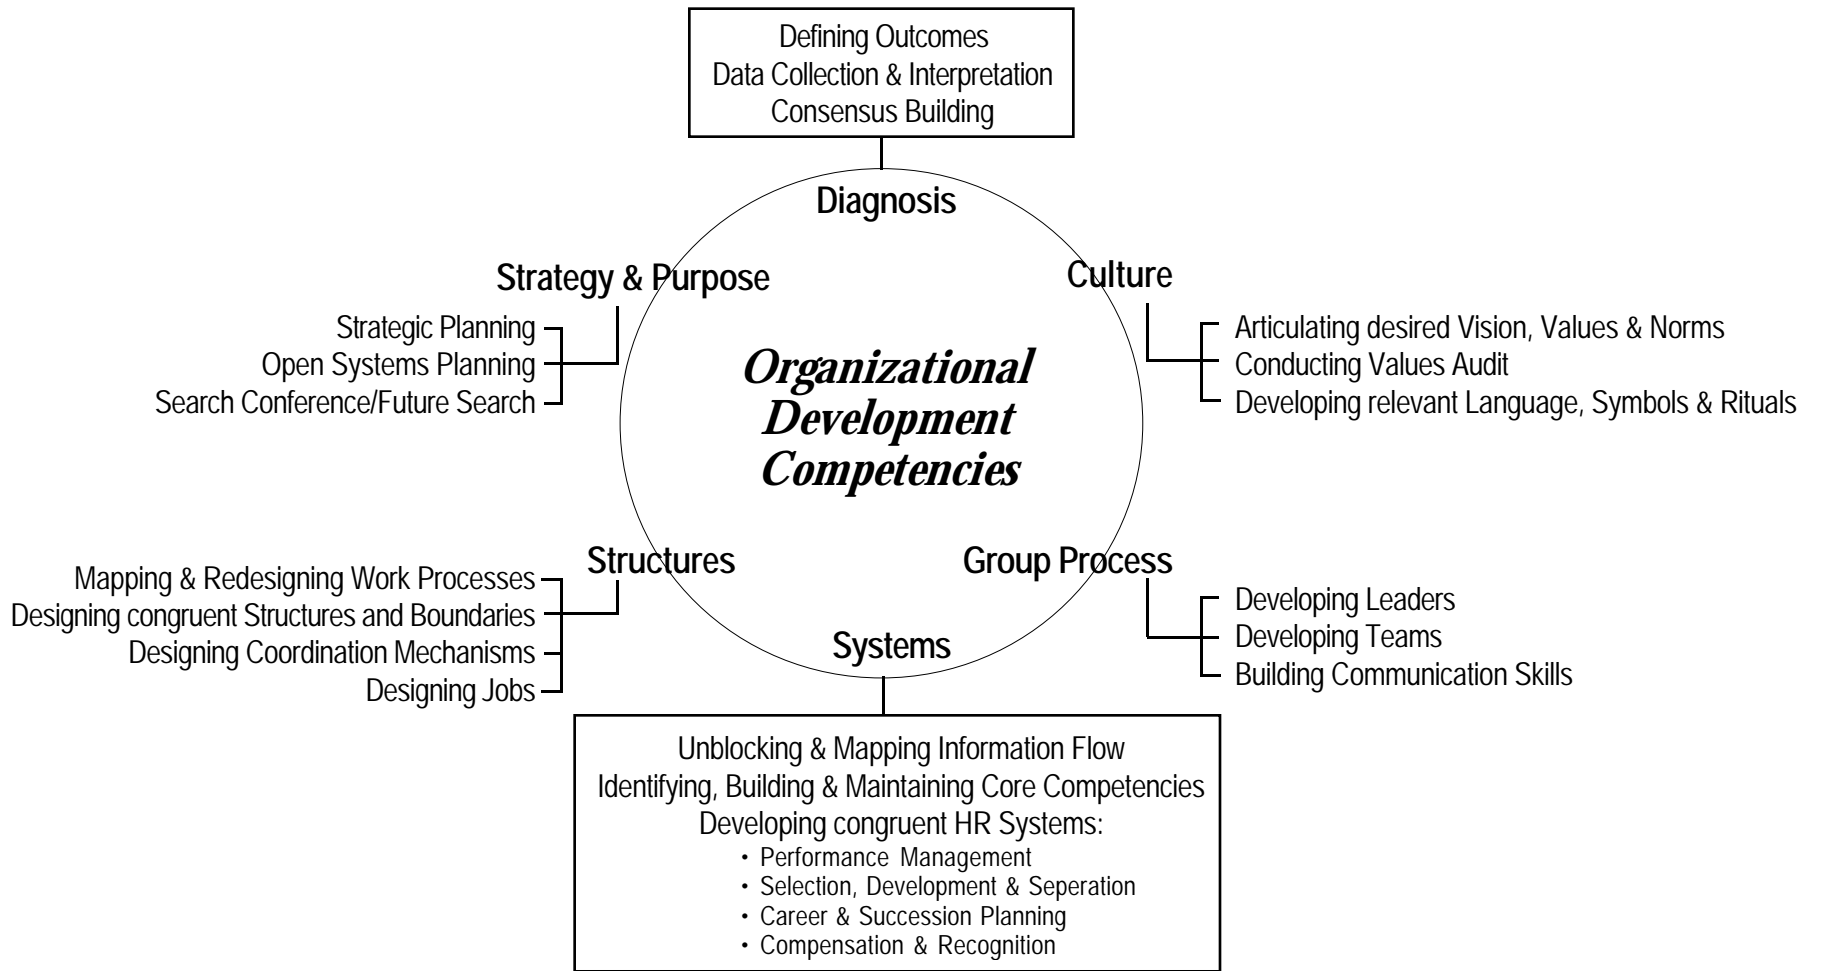 Defining Outcomes
Data Collection & Interpretation
Consensus Building
Diagnosis
Strategy & Purpose
Strategic Planning
Open Systems Planning
Search Conference/Future Search
Culture
Articulating desired Vision, Values & Norms
Conducting Values Audit
Developing relevant Language, Symbols & Rituals
Organizational
Development
Competencies
Structures
Mapping & Redesigning Work Processes
Designing congruent Structures and Boundaries
Designing Coordination Mechanisms
Designing Jobs
Group Process
Developing Leaders
Developing Teams
Building Communication Skills
Systems
Unblocking & Mapping Information Flow
Identifying, Building & Maintaining Core Competencies
Developing congruent HR Systems:
• Performance Management
• Selection, Development & Seperation
• Career & Succession Planning
• Compensation & Recognition